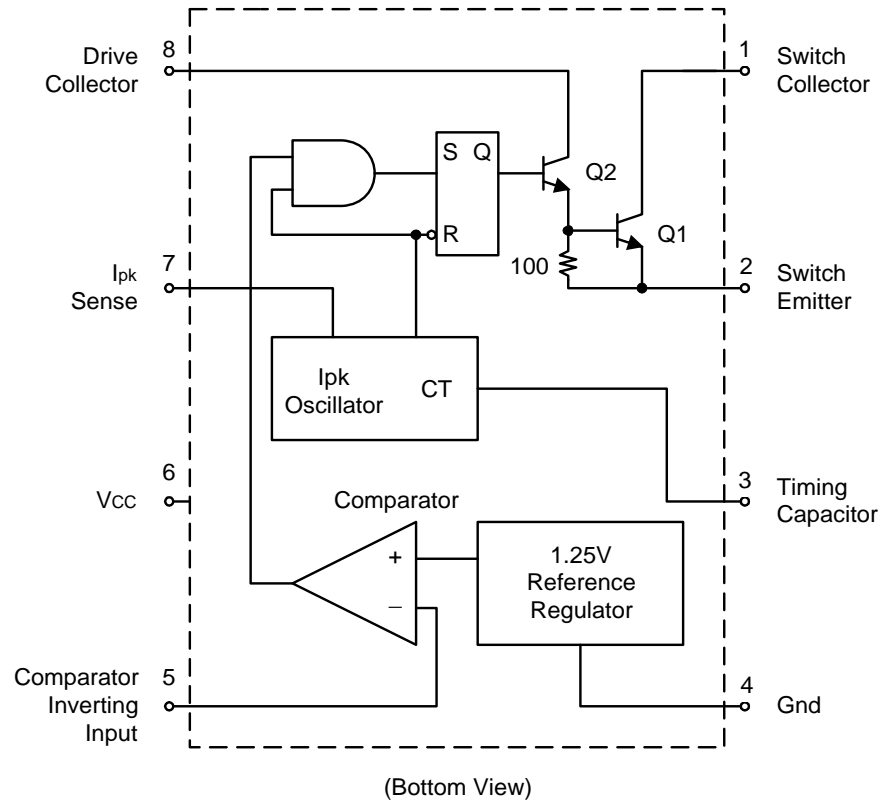 Drive
Collector
8
1
Switch
Collector
S
Q
Q2
R
Q1
100
7
Ipk
Sense
2
Switch
Emitter
Ipk
Oscillator
CT
6
VCC
Comparator
3
Timing
Capacitor
+
−
1.25V
Reference
Regulator
5
Comparator
Inverting
Input
4
Gnd
(Bottom View)